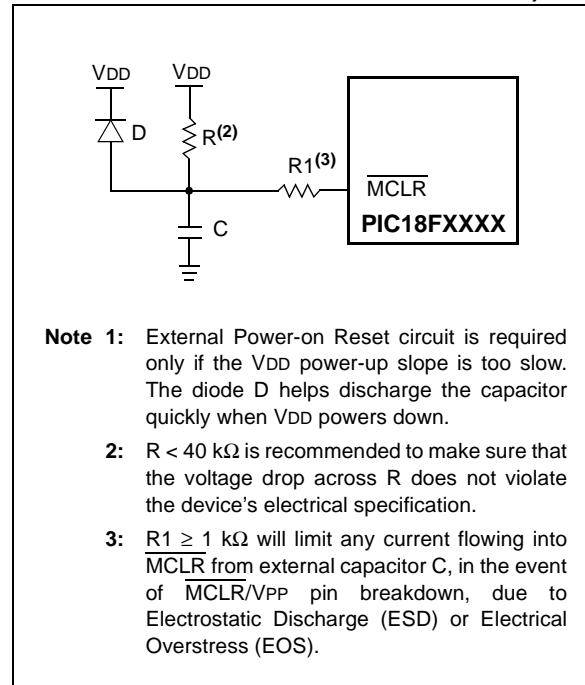 VDD VDD
D R(2)
R1(3)
MCLR
C PIC18FXXXX
Note 1: External Power-on Reset circuit is required
only if the VDD power-up slope is too slow.
The diode D helps discharge the capacitor
quickly when VDD powers down.
2: R < 40 kΩ is recommended to make sure that
the voltage drop across R does not violate
the device's electrical specification.
3: R1 ≥ 1 kΩ will limit any current flowing into
MCLR from external capacitor C, in the event
of MCLR/VPP pin breakdown, due to
Electrostatic Discharge (ESD) or Electrical
Overstress (EOS).